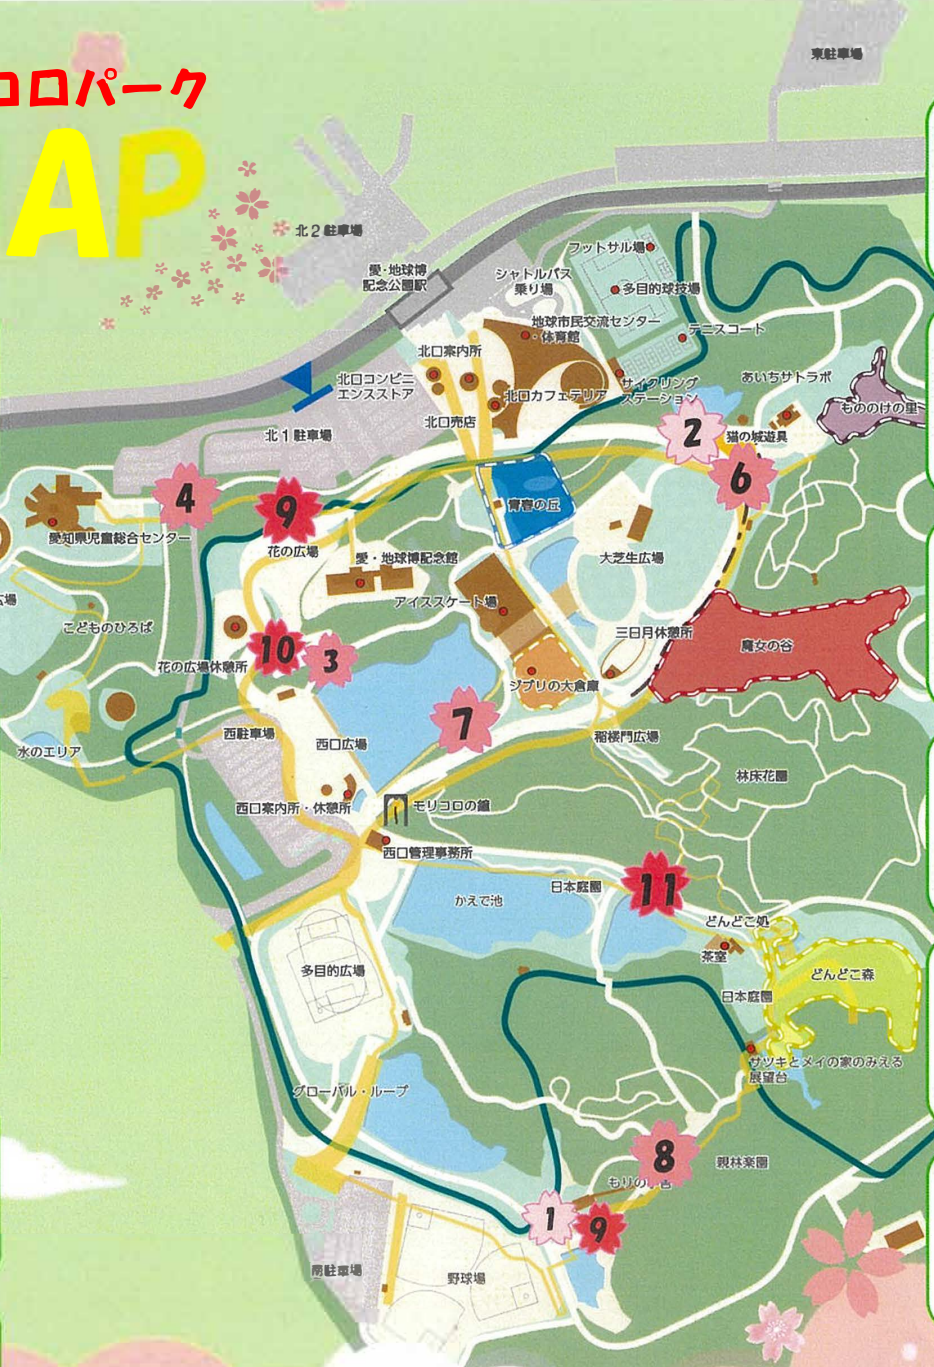 コロパーク
AP
東駐車場
北2駐車場
愛・地球博
記念公園駅
シャトルバス
乗り場
フットサル場
多目的球技場
地球市民交流センター
・体育館
テニスコート
北口案内所
北口コンビニ
エンスストア
北口カフェテリア
サイクリング
ステーション
あいちサトラボ
もののけの里
北口売店
北1駐車場
2
猫の城遊具
6
4
9
青春の丘
愛知県児童総合センター
花の広場
愛・地球博記念館
大芝生広場
アイススケート場
広場
こどものひろば
三日月休憩所
魔女の谷
10
3
花の広場休憩所
ジブリの大倉庫
7
西駐車場
西口広場
稲楼門広場
水のエリア
林床花園
西口案内所・休憩所
モリコロの鐘
西口管理事務所
かえで池
日本庭園
11
どんどこ処
茶室
多目的広場
どんどこ森
日本庭園
サツキとメイの家のみえる
展望台
グローバル・ループ
8
親林楽園
1
9
南駐車場
野球場